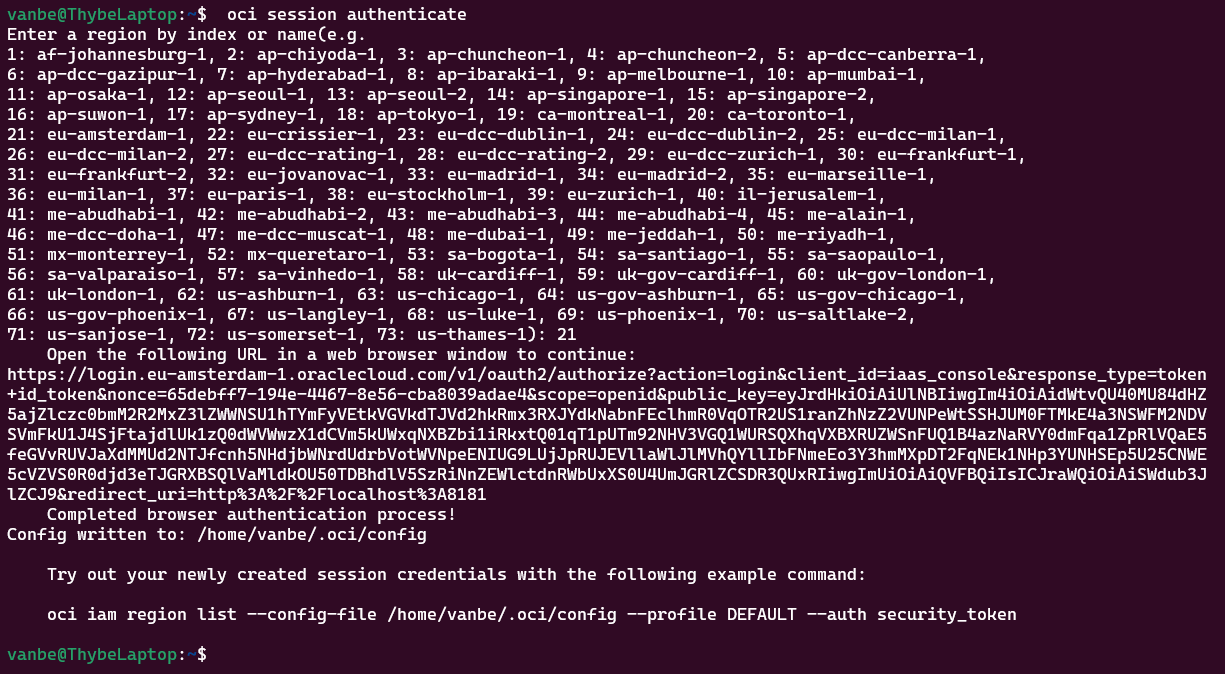 vanbe@ThybeLaptop:~$  oci session authenticate
Enter a region by index or name(e.g.
1: af-johannesburg-1, 2: ap-chiyoda-1, 3: ap-chuncheon-1, 4: ap-chuncheon-2, 5: ap-dcc-canberra-1,
6: ap-dcc-gazipur-1, 7: ap-hyderabad-1, 8: ap-ibaraki-1, 9: ap-melbourne-1, 10: ap-mumbai-1,
11: ap-osaka-1, 12: ap-seoul-1, 13: ap-seoul-2, 14: ap-singapore-1, 15: ap-singapore-2,
16: ap-suwon-1, 17: ap-sydney-1, 18: ap-tokyo-1, 19: ca-montreal-1, 20: ca-toronto-1,
21: eu-amsterdam-1, 22: eu-crissier-1, 23: eu-dcc-dublin-1, 24: eu-dcc-dublin-2, 25: eu-dcc-milan-1,
26: eu-dcc-milan-2, 27: eu-dcc-rating-1, 28: eu-dcc-rating-2, 29: eu-dcc-zurich-1, 30: eu-frankfurt-1,
31: eu-frankfurt-2, 32: eu-jovanovac-1, 33: eu-madrid-1, 34: eu-madrid-2, 35: eu-marseille-1,
36: eu-milan-1, 37: eu-paris-1, 38: eu-stockholm-1, 39: eu-zurich-1, 40: il-jerusalem-1,
41: me-abudhabi-1, 42: me-abudhabi-2, 43: me-abudhabi-3, 44: me-abudhabi-4, 45: me-alain-1,
46: me-dcc-doha-1, 47: me-dcc-muscat-1, 48: me-dubai-1, 49: me-jeddah-1, 50: me-riyadh-1,
51: mx-monterrey-1, 52: mx-queretaro-1, 53: sa-bogota-1, 54: sa-santiago-1, 55: sa-saopaulo-1,
56: sa-valparaiso-1, 57: sa-vinhedo-1, 58: uk-cardiff-1, 59: uk-gov-cardiff-1, 60: uk-gov-london-1,
61: uk-london-1, 62: us-ashburn-1, 63: us-chicago-1, 64: us-gov-ashburn-1, 65: us-gov-chicago-1,
66: us-gov-phoenix-1, 67: us-langley-1, 68: us-luke-1, 69: us-phoenix-1, 70: us-saltlake-2,
71: us-sanjose-1, 72: us-somerset-1, 73: us-thames-1): 21
    Open the following URL in a web browser window to continue:
https://login.eu-amsterdam-1.oraclecloud.com/v1/oauth2/authorize?action=login&client_id=iaas_console&response_type=token
+id_token&nonce=65debff7-194e-4467-8e56-cba8039adae4&scope=openid&public_key=eyJrdHkiOiAiUlNBIiwgIm4iOiAidWtvQU40MU84dHZ
5ajZlczc0bmM2R2MxZ3lZWWNSU1hTYmFyVEtkVGVkdTJVd2hkRmx3RXJYdkNabnFEclhmR0VqOTR2US1ranZhNzZ2VUNPeWtSSHJUM0FTMkE4a3NSWFM2NDV
SVmFkU1J4SjFtajdlUk1zQ0dWVWwzX1dCVm5kUWxqNXBZbi1iRkxtQ01qT1pUTm92NHV3VGQ1WURSQXhqVXBXRUZWSnFUQ1B4azNaRVY0dmFqa1ZpRlVQaE5
feGVvRUVJaXdMMUd2NTJfcnh5NHdjbWNrdUdrbVotWVNpeENIUG9LUjJpRUJEVllaWlJlMVhQYllIbFNmeEo3Y3hmMXpDT2FqNEk1NHp3YUNHSEp5U25CNWE
5cVZVS0R0djd3eTJGRXBSQlVaMldkOU50TDBhdlV5SzRiNnZEWlctdnRWbUxXS0U4UmJGRlZCSDR3QUxRIiwgImUiOiAiQVFBQiIsICJraWQiOiAiSWdub3J
lZCJ9&redirect_uri=http%3A%2F%2Flocalhost%3A8181
    Completed browser authentication process!
Config written to: /home/vanbe/.oci/config
    Try out your newly created session credentials with the following example command:
    oci iam region list --config-file /home/vanbe/.oci/config --profile DEFAULT --auth security_token
vanbe@ThybeLaptop:~$